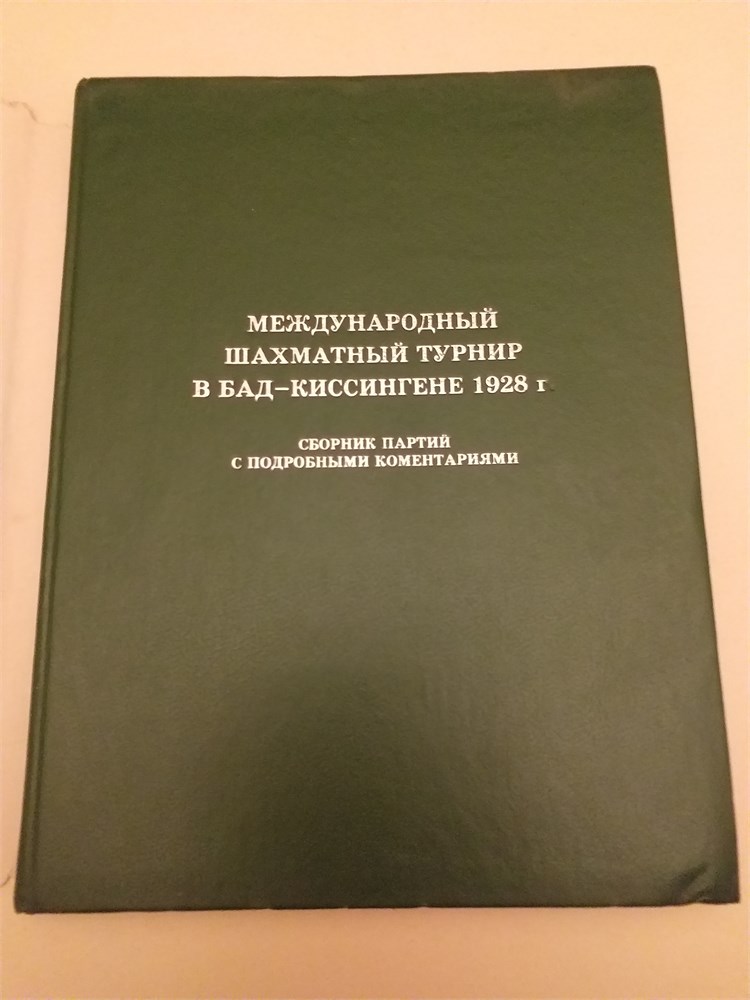 МЕЖДУНАРОДНЫЙ
ШАХМАТНЫЙ ТУРНИР
В БАД-КИССИНГЕНЕ 1928 г.
СБОРНИК ПАРТИЙ
С ПОДРОБНЫМИ КОМЕНТАРИЯМИ